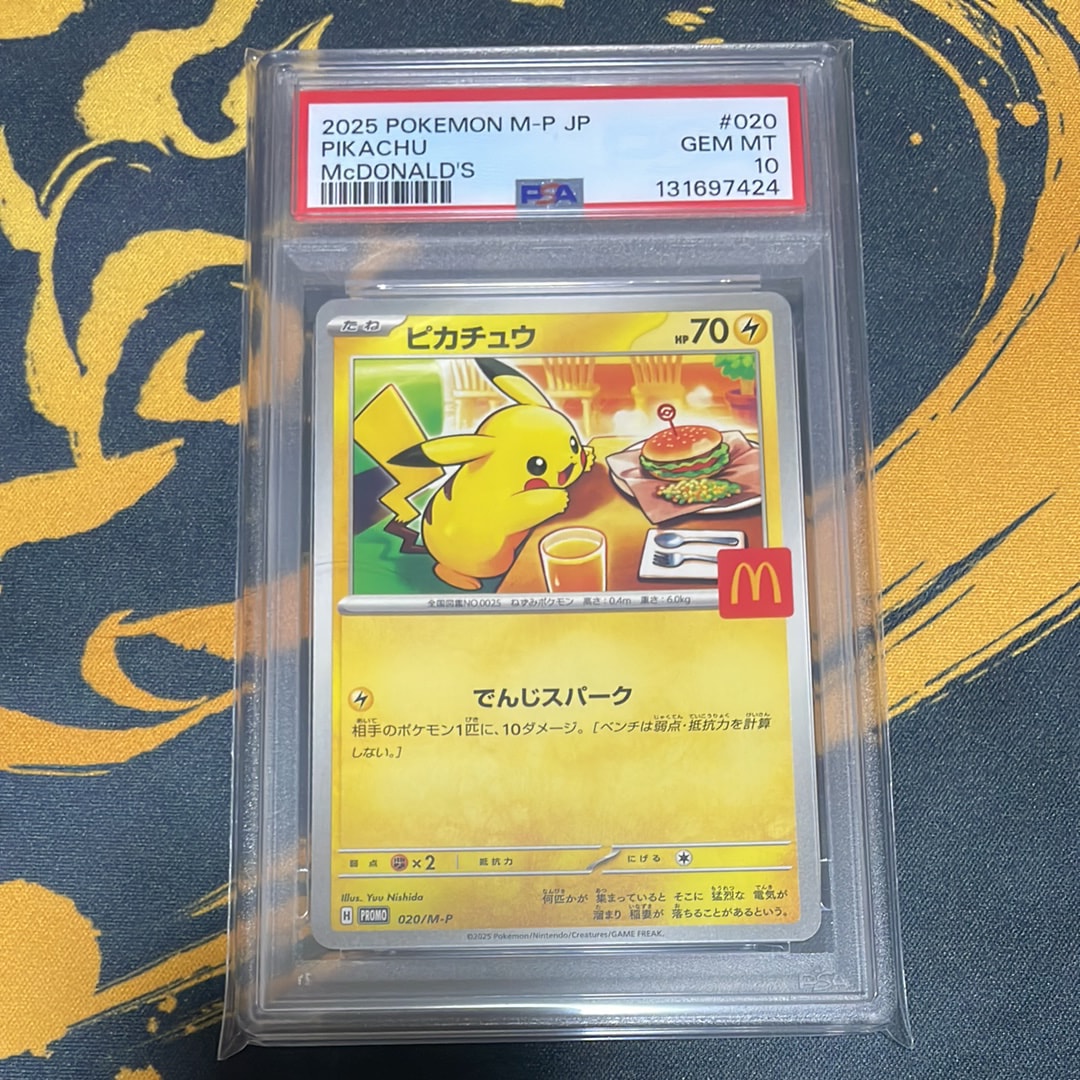 2025 POKEMON M-P JP #020
PIKACHU GEM MT
McDONALD'S 10
PSA 131697424
たね ピカチュウ HP70
M
全国図鑑NO.0025 ねずみポケモン 高さ:0.4m 重さ:6.0kg
でんじスパーク
相手のポケモン1匹に、10ダメージ。[ベンチは弱点・抵抗力を計算
しない。]
弱点 ×2 抵抗力 にげる
Illus. Yuu Nishida
何匹かが 集まっていると そこに 猛烈な 電気が
溜まり 稲妻が 落ちることがあるという。
H PROMO 020/M-P
©2025 Pokémon/Nintendo/Creatures/GAME FREAK.
PSA